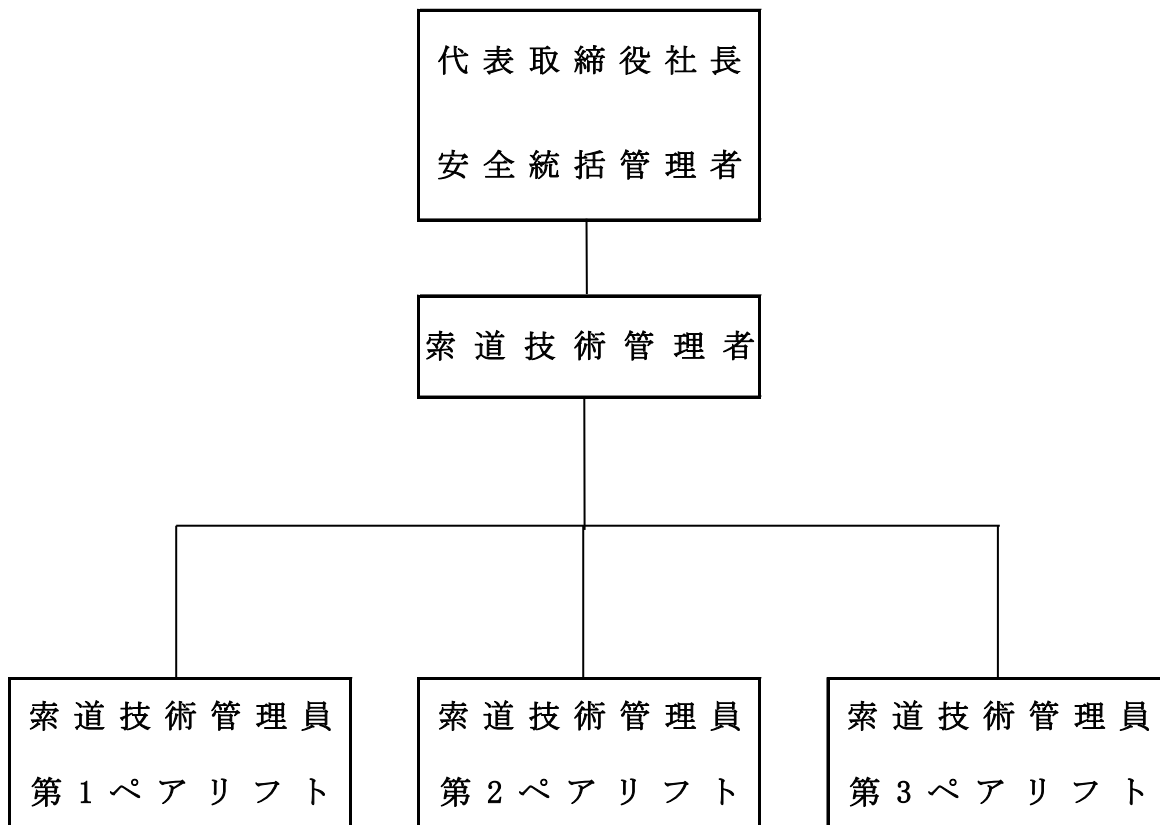 代表取締役社長
安全統括管理者
索道技術管理者
索道技術管理員
第1ペアリフト
索道技術管理員
第2ペアリフト
索道技術管理員
第3ペアリフト